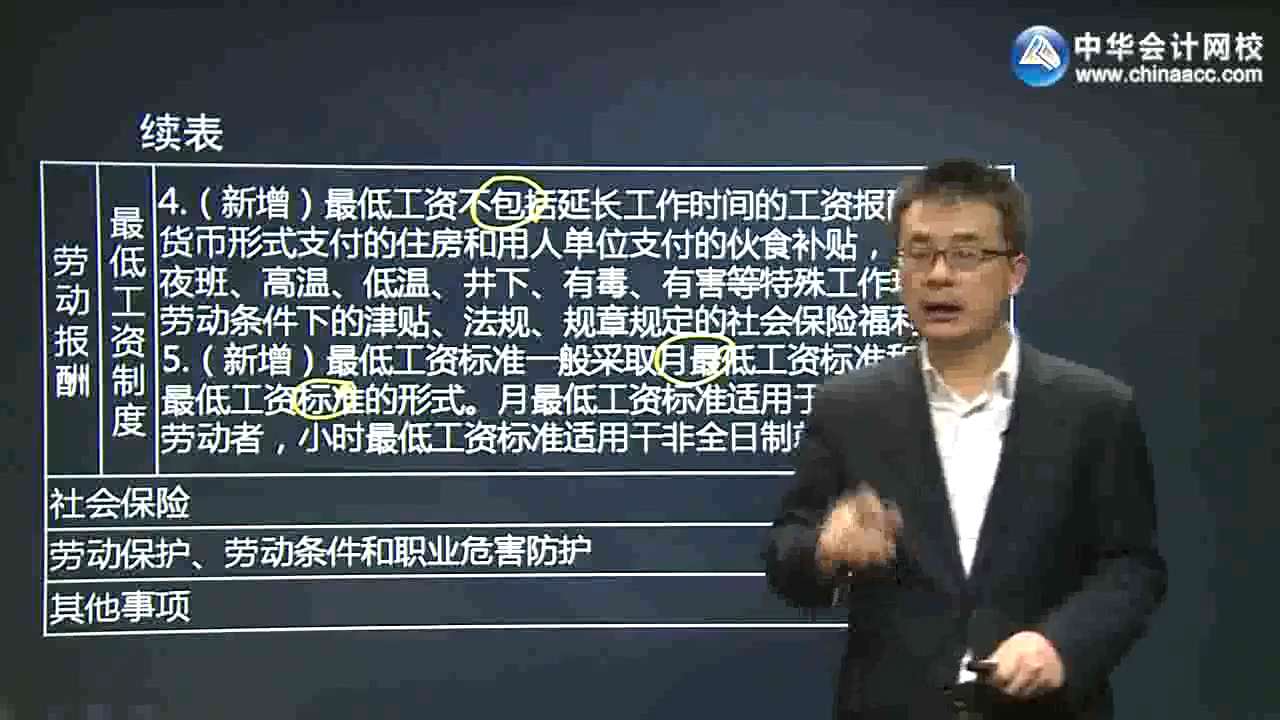 中华会计网校
www.chinaacc.com
续表
劳动报酬
最低工资制度
4.（新增）最低工资不包括延长工作时间的工资报
货币形式支付的住房和用人单位支付的伙食补贴，
夜班、高温、低温、井下、有毒、有害等特殊工作
劳动条件下的津贴、法规、规章规定的社会保险福利
5.（新增）最低工资标准一般采取月最低工资标准
最低工资标准的形式。月最低工资标准适用于
劳动者，小时最低工资标准适用于非全日制
社会保险
劳动保护、劳动条件和职业危害防护
其他事项